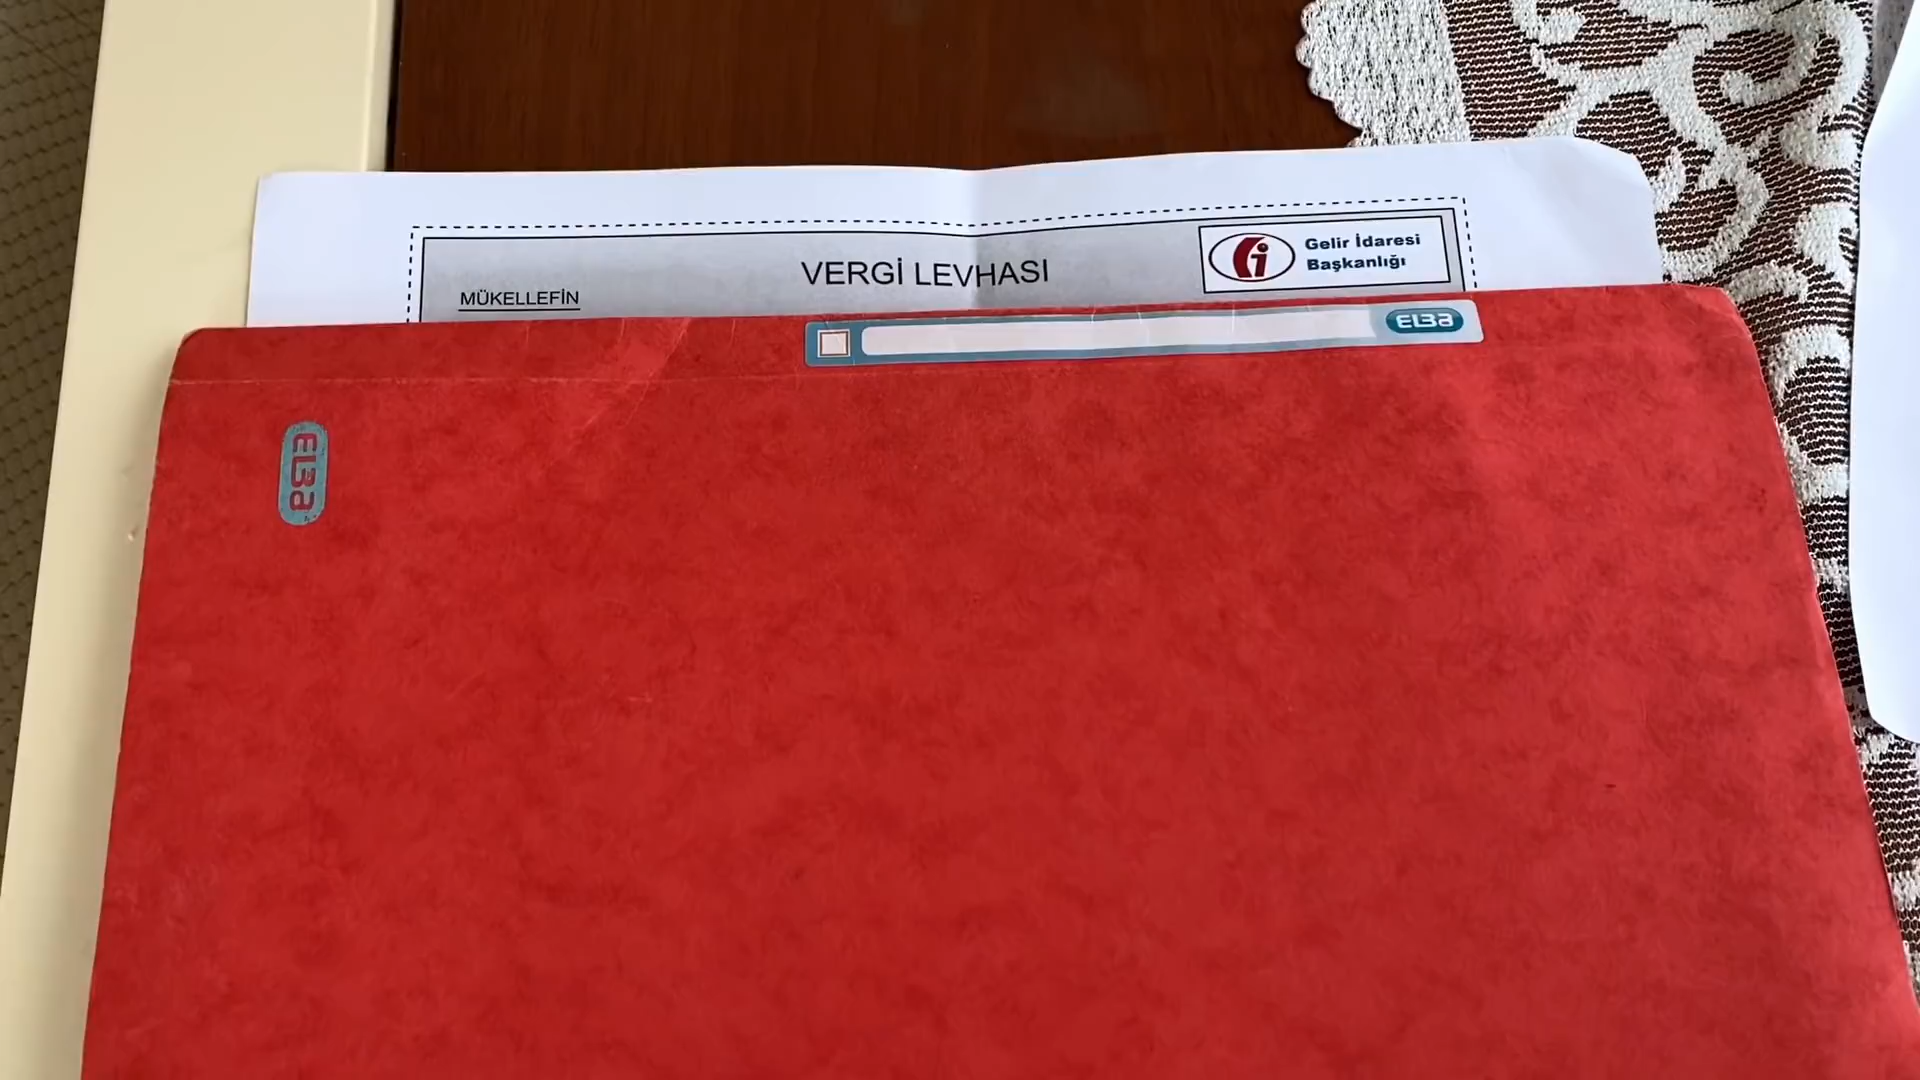 VERGİ LEVHASI
Gelir İdaresi
Başkanlığı
MÜKELLEFİN
ELBA
ELBA